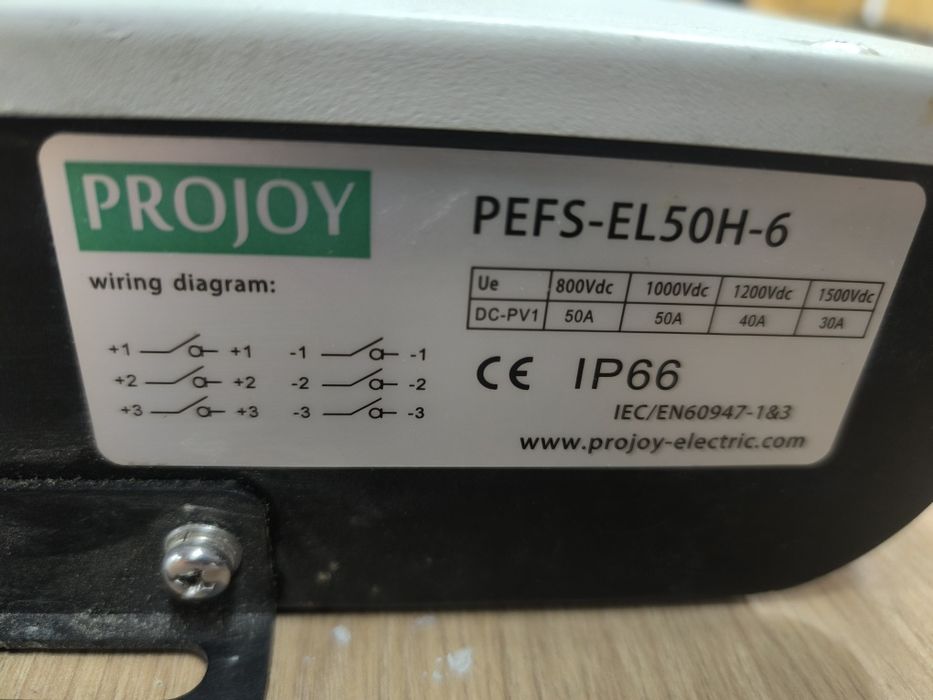 PROJOY
PEFS-EL50H-6
wiring diagram:
Ue 800Vdc 1000Vdc 1200Vdc 1500Vdc
DC-PV1 50A 50A 40A 30A
+1 +1 -1 -1
+2 +2 -2 -2
+3 +3 -3 -3
CE IP66
IEC/EN60947-1&3
www.projoy-electric.com